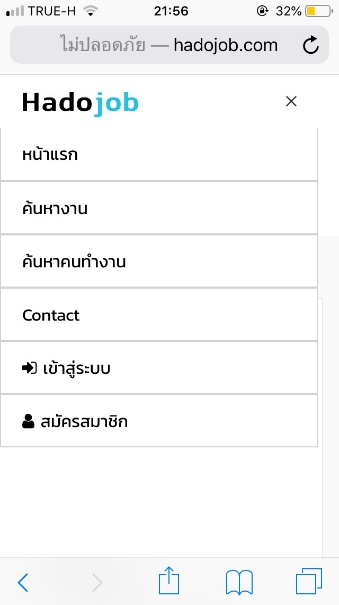 TRUE-H 21:56 32%
ไม่ปลอดภัย — hadojob.com
Hadojob ×
หน้าแรก
ค้นหางาน
ค้นหาคนทำงาน
Contact
เข้าสู่ระบบ
สมัครสมาชิก